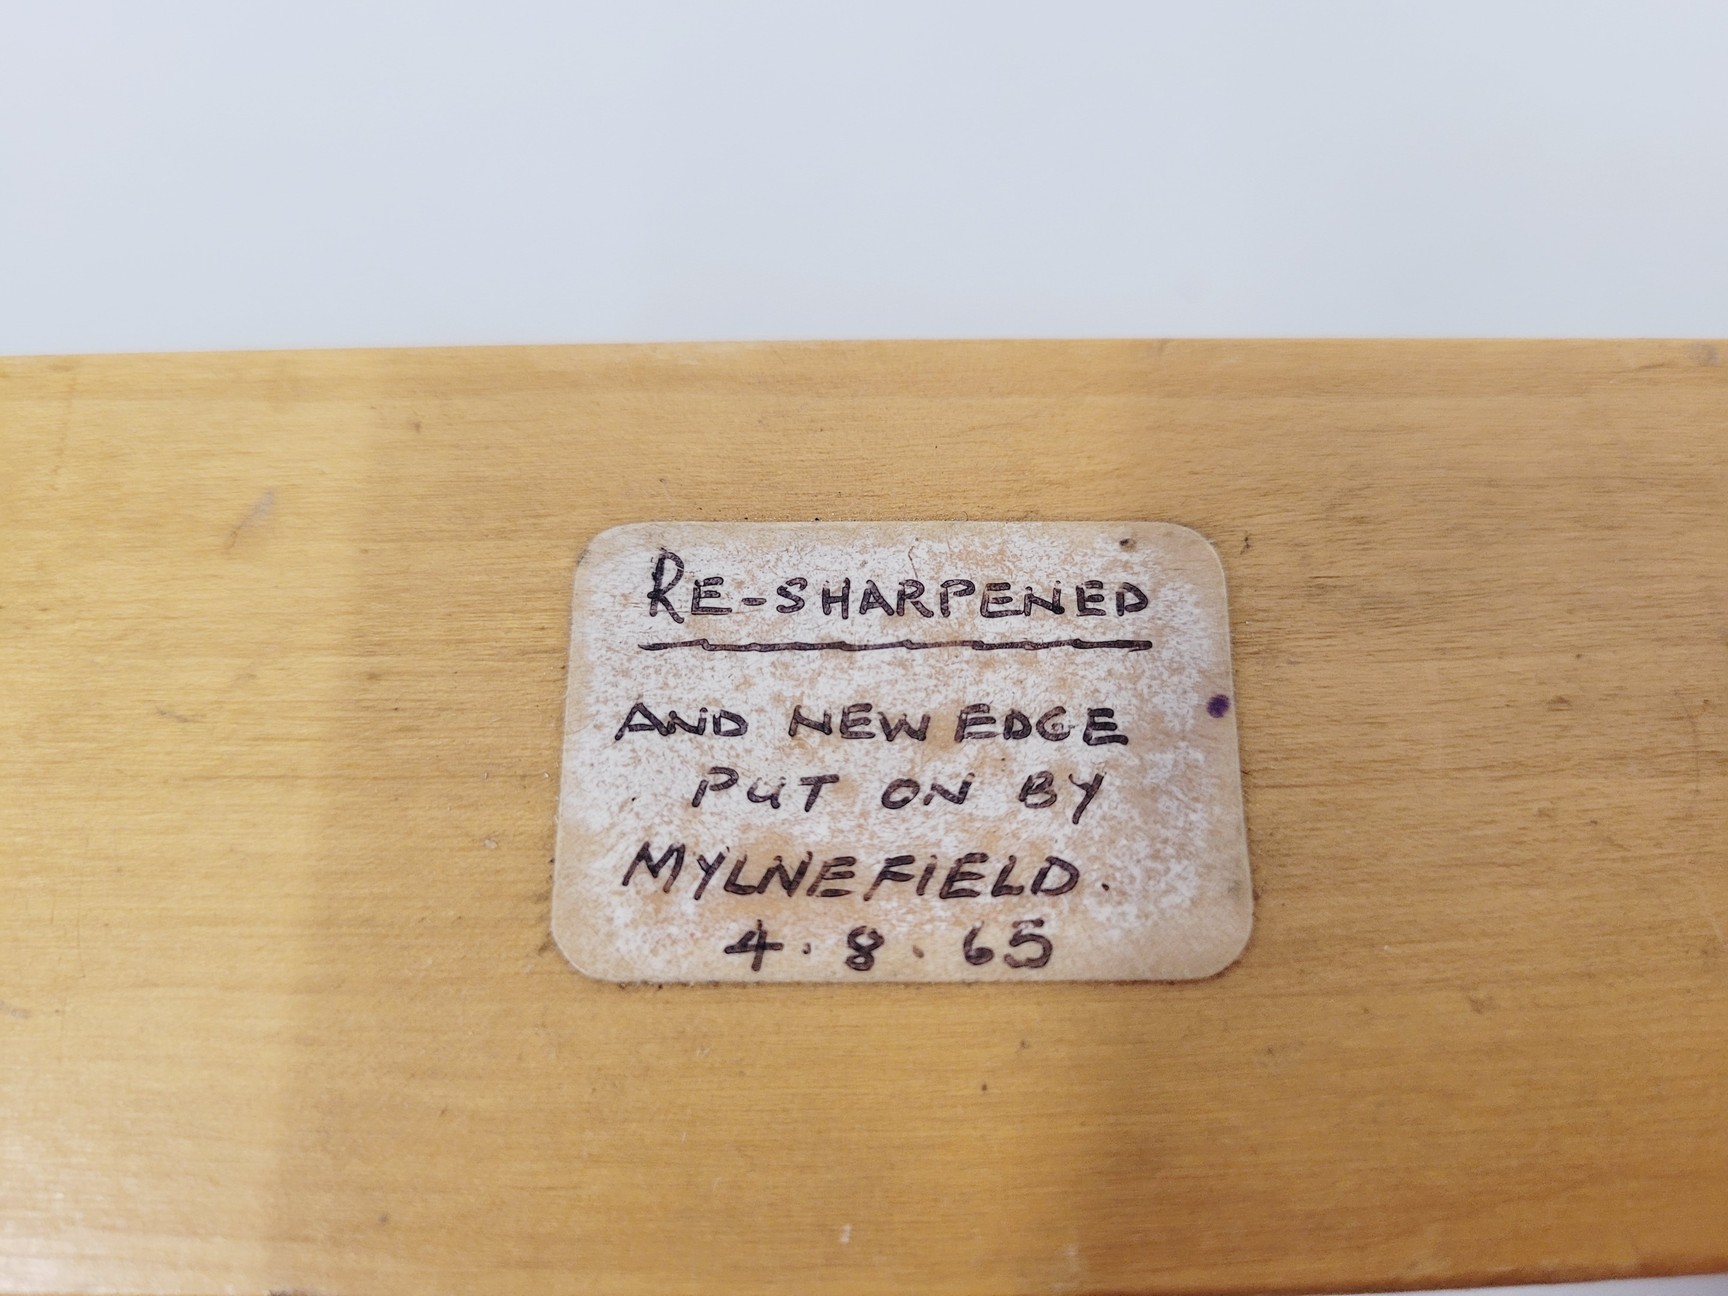 RE-SHARPENED
AND NEW EDGE
PUT ON BY
MYLNEFIELD.
4.8.65